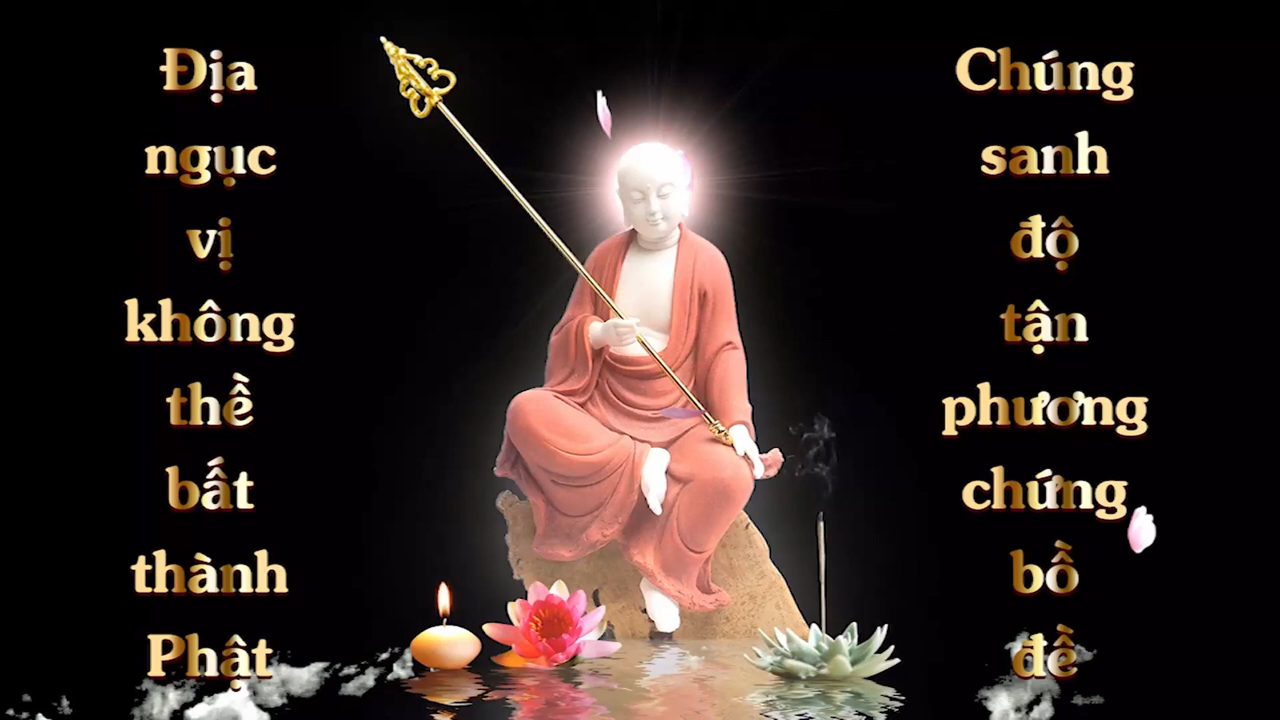 Địa
ngục
vị
không
thề
bất
thành
Phật
Chúng
sanh
độ
tận
phương
chứng
bồ
đề